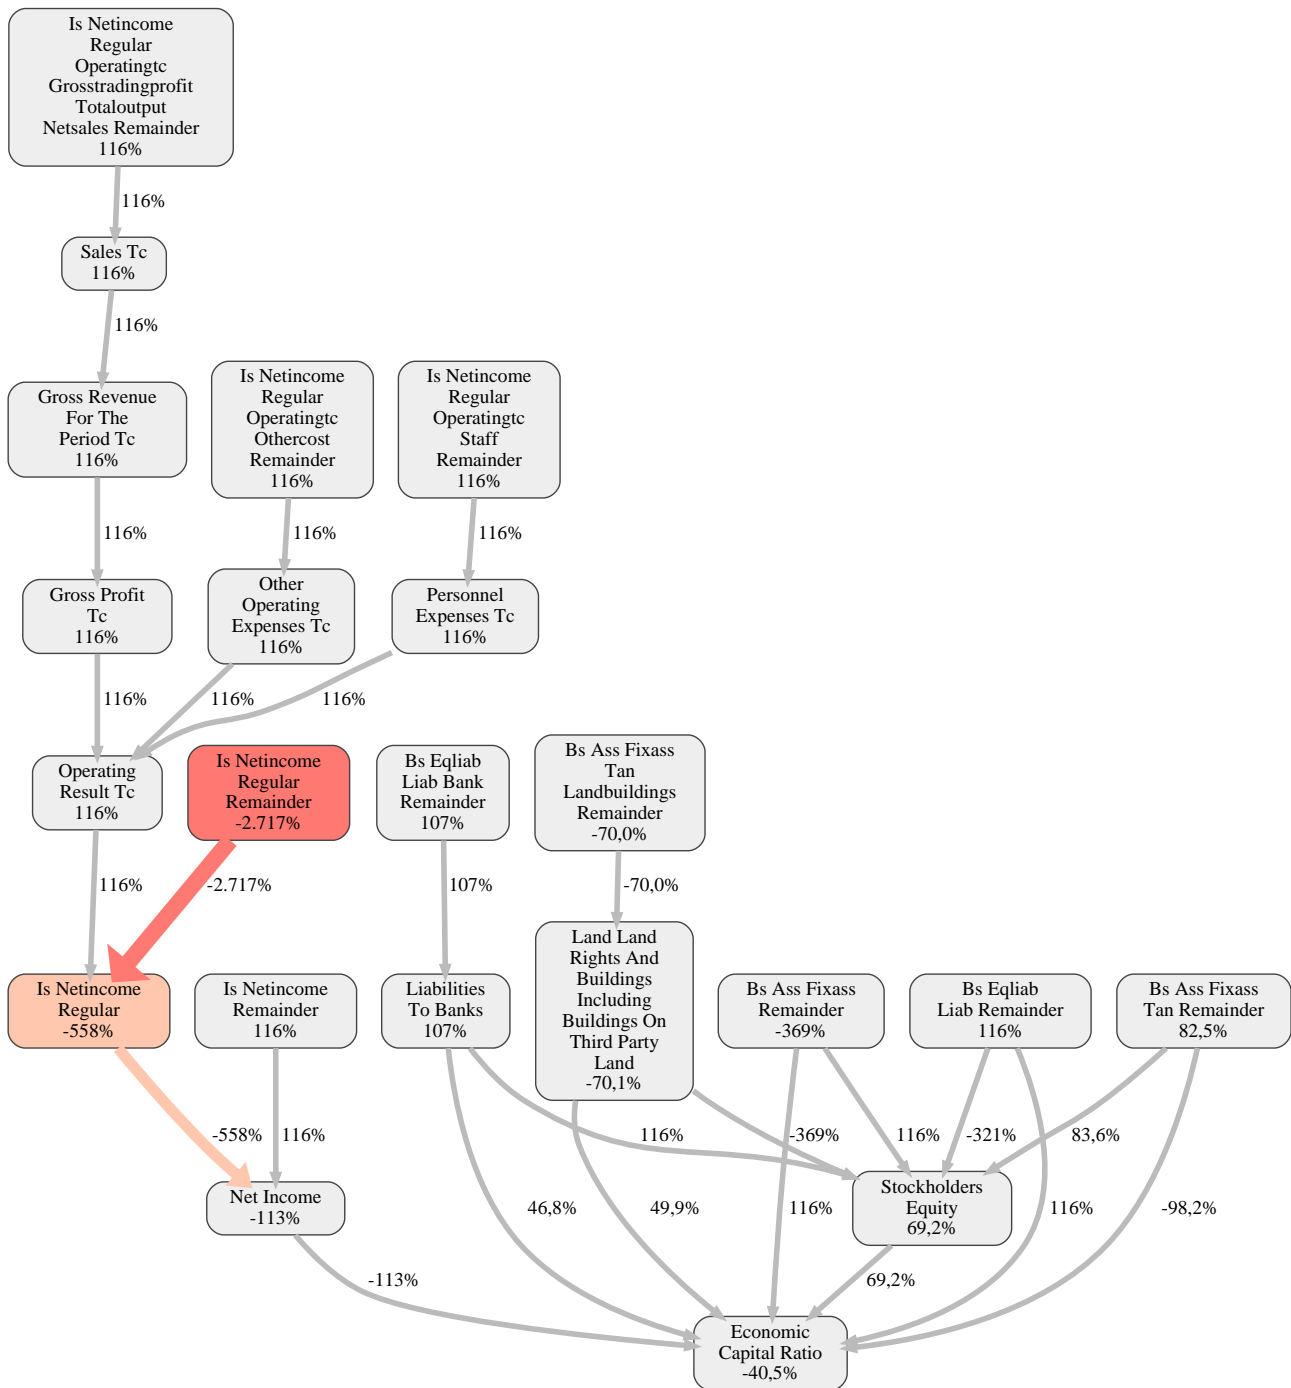 Is Netincome
Regular
Operatingtc
Grosstradingprofit
Totaloutput
Netsales Remainder
116%
116%
Sales Tc
116%
116%
Gross Revenue
For The
Period Tc
116%
Is Netincome
Regular
Operatingtc
Othercost
Remainder
116%
Is Netincome
Regular
Operatingtc
Staff
Remainder
116%
116%
116%
116%
Gross Profit
Tc
116%
Other
Operating
Expenses Tc
116%
Personnel
Expenses Tc
116%
116%
116%
116%
Operating
Result Tc
116%
Is Netincome
Regular
Remainder
-2.717%
Bs Eqliab
Liab Bank
Remainder
107%
Bs Ass Fixass
Tan
Landbuildings
Remainder
-70,0%
116%
-2.717%
107%
-70,0%
Is Netincome
Regular
-558%
Is Netincome
Remainder
116%
Liabilities
To Banks
107%
Land Land
Rights And
Buildings
Including
Buildings On
Third Party
Land
-70,1%
Bs Ass Fixass
Remainder
-369%
Bs Eqliab
Liab Remainder
116%
Bs Ass Fixass
Tan Remainder
82,5%
-558%
116%
116%
-369%
116%
-321%
83,6%
Net Income
-113%
46,8%
49,9%
116%
Stockholders
Equity
69,2%
116%
-98,2%
-113%
69,2%
Economic
Capital Ratio
-40,5%